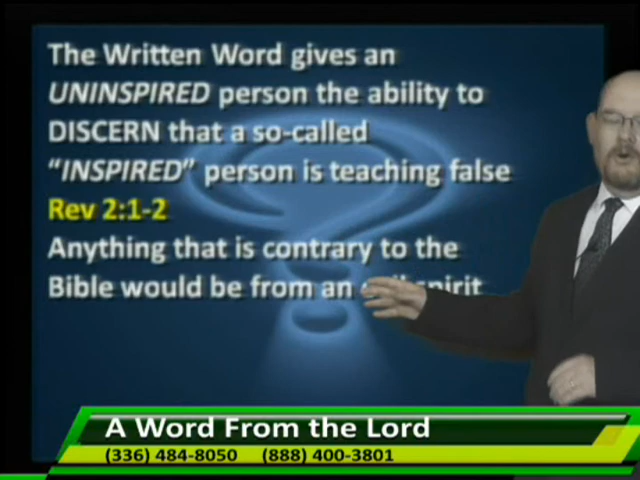 The Written Word gives an
UNINSPIRED person the ability to
DISCERN that a so-called
“INSPIRED” person is teaching false
Rev 2:1-2
Anything that is contrary to the
Bible would be from an spirit
A Word From the Lord
(336) 484-8050 (888) 400-3801